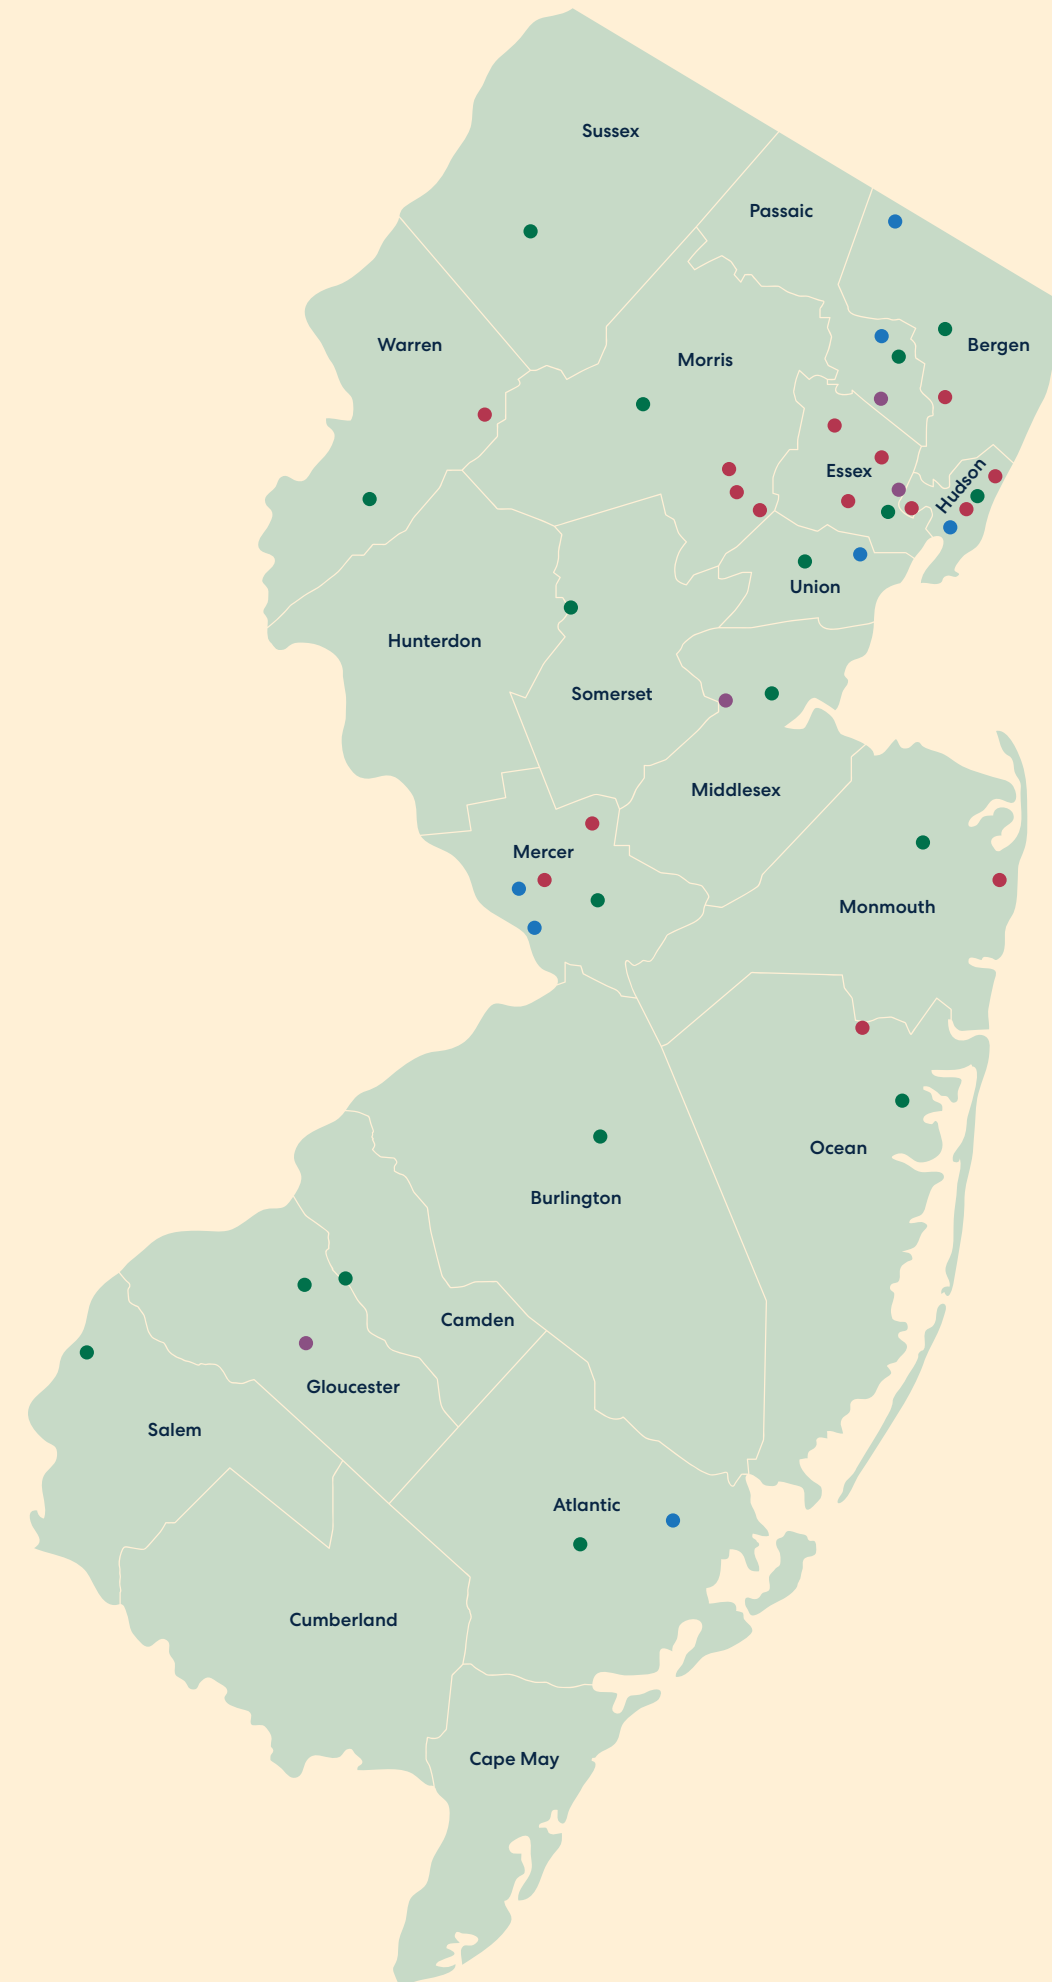 Sussex
Passaic
Warren
Bergen
Morris
Essex
Hudson
Union
Hunterdon
Somerset
Middlesex
Mercer
Monmouth
Ocean
Burlington
Camden
Gloucester
Salem
Atlantic
Cumberland
Cape May